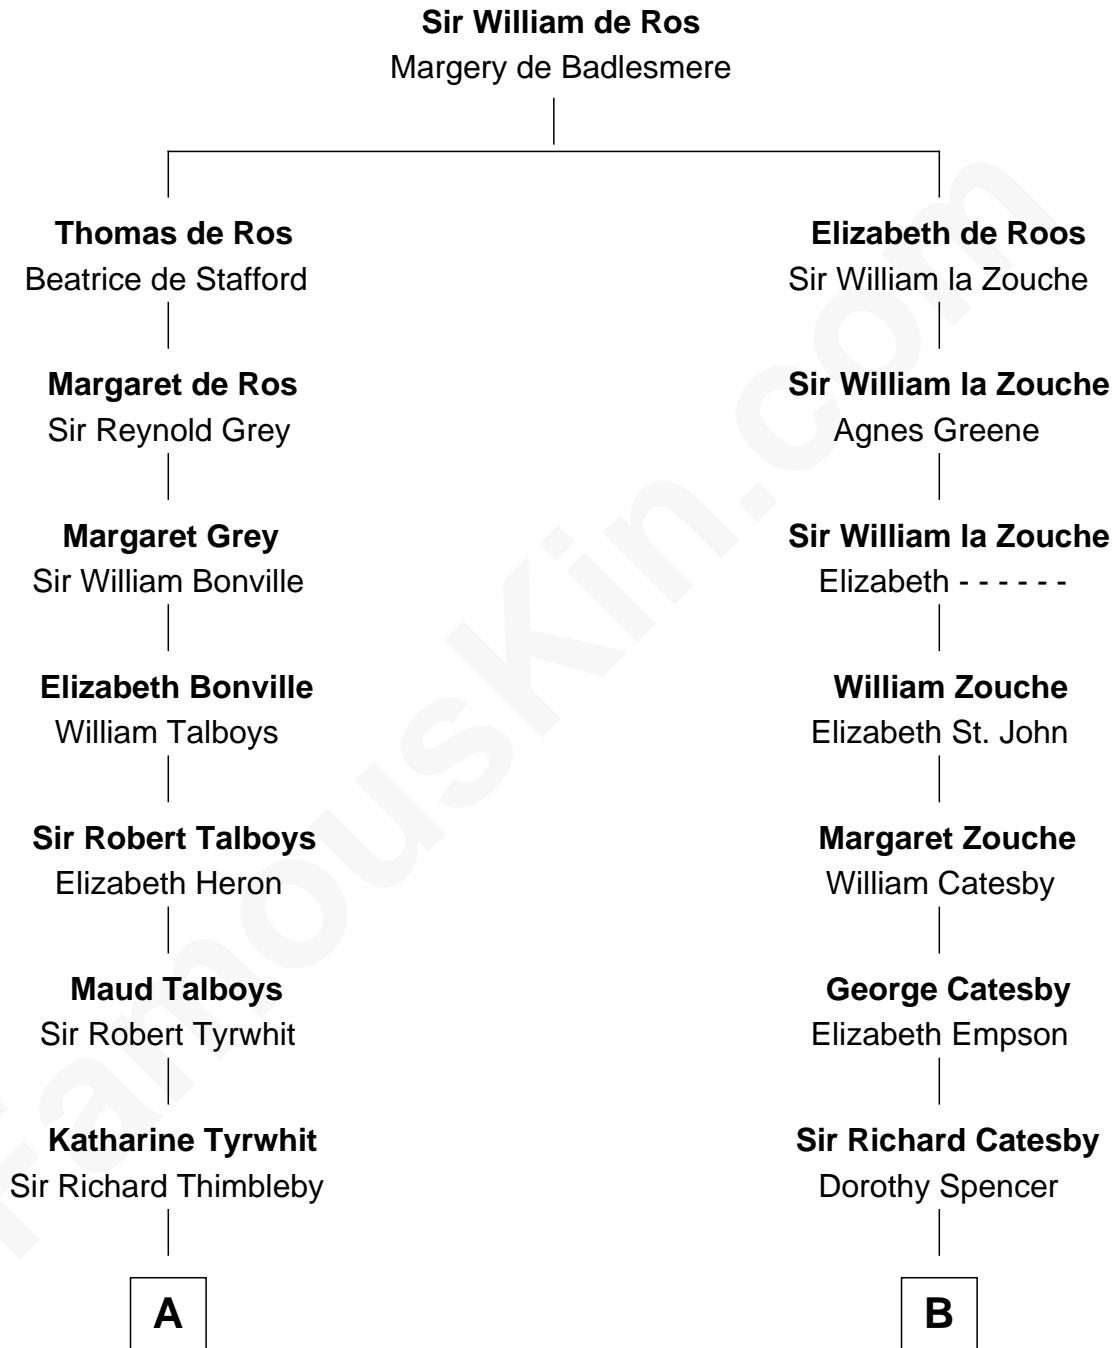 Sir William de Ros
Margery de Badlesmere
Thomas de Ros
Beatrice de Stafford
Elizabeth de Roos
Sir William la Zouche
Margaret de Ros
Sir Reynold Grey
Sir William la Zouche
Agnes Greene
Margaret Grey
Sir William Bonville
Sir William la Zouche
Elizabeth - - - - - -
Elizabeth Bonville
William Talboys
William Zouche
Elizabeth St. John
Sir Robert Talboys
Elizabeth Heron
Margaret Zouche
William Catesby
Maud Talboys
Sir Robert Tyrwhit
George Catesby
Elizabeth Empson
Katharine Tyrwhit
Sir Richard Thimbleby
Sir Richard Catesby
Dorothy Spencer
A
B
FamousKin.com